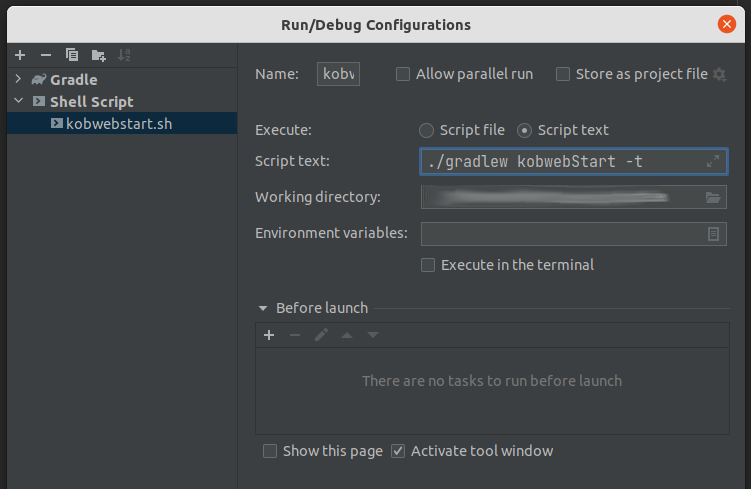 Run/Debug Configurations
Name:
kobw
Allow parallel run
Store as project file
Gradle
Shell Script
kobwebstart.sh
Execute:
Script file
Script text
Script text:
./gradlew kobwebStart -t
Working directory:
Environment variables:
Execute in the terminal
Before launch
There are no tasks to run before launch
Show this page
Activate tool window